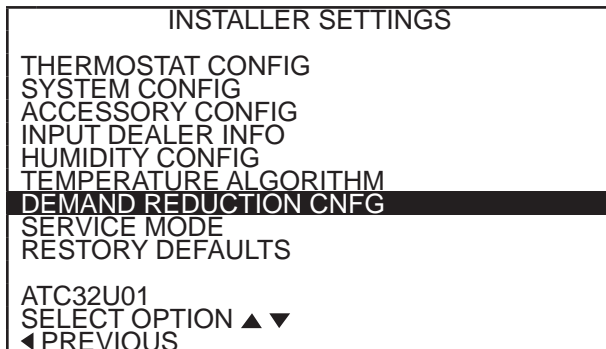 INSTALLER SETTINGS
THERMOSTAT CONFIG
SYSTEM CONFIG
ACCESSORY CONFIG
INPUT DEALER INFO
HUMIDITY CONFIG
TEMPERATURE ALGORITHM
DEMAND REDUCTION CNFG
SERVICE MODE
RESTORY DEFAULTS
ATC32U01
SELECT OPTION ▲ ▼
◀ PREVIOUS